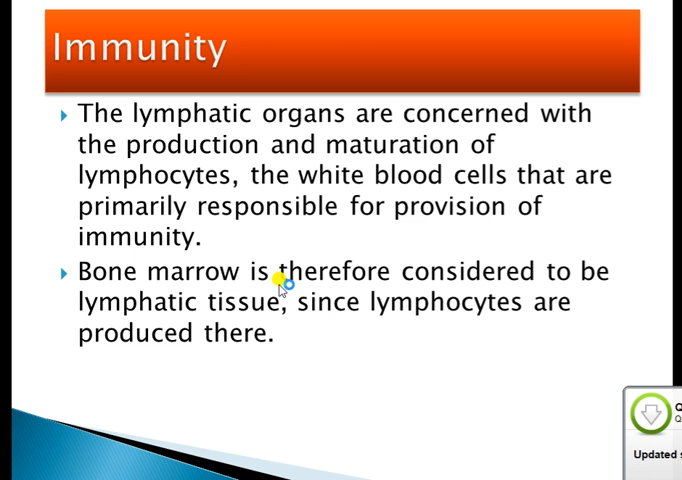 Immunity
The lymphatic organs are concerned with
the production and maturation of
lymphocytes, the white blood cells that are
primarily responsible for provision of
immunity.
Bone marrow is therefore considered to be
lymphatic tissue, since lymphocytes are
produced there.
Q
Q
Updated s